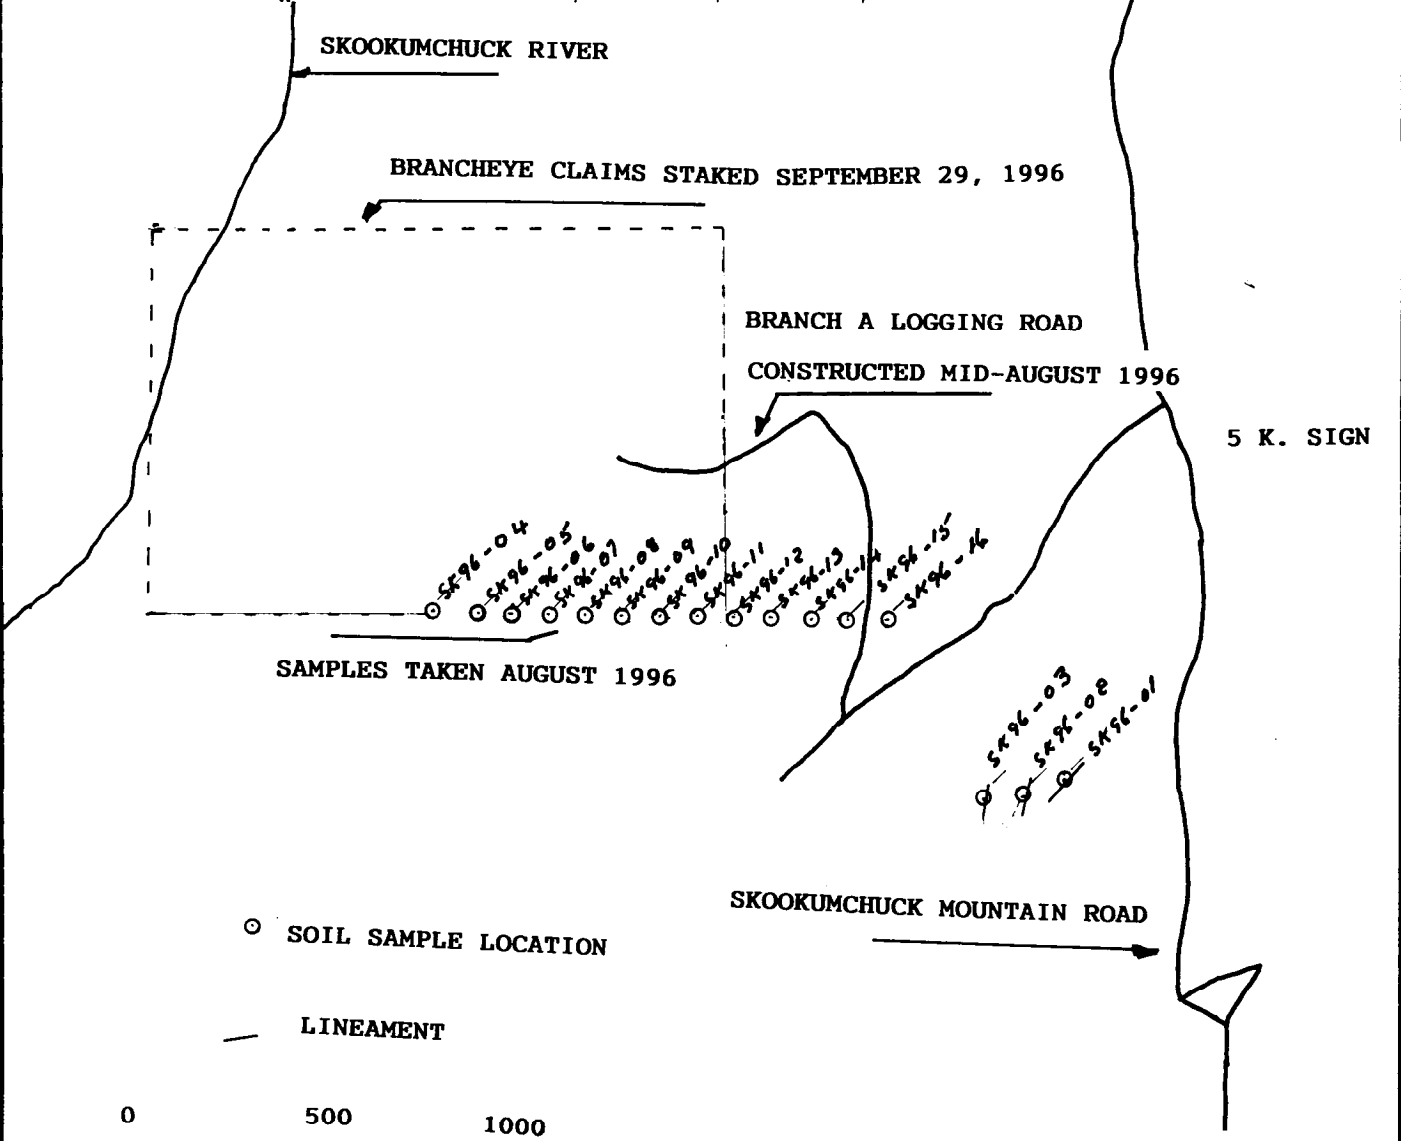 SKOOKUMCHUCK RIVER
BRANCHEYE CLAIMS STAKED SEPTEMBER 29, 1996
BRANCH A LOGGING ROAD
CONSTRUCTED MID-AUGUST 1996
5 K. SIGN
SK96-04
SK96-05
SK96-06
SK96-07
SK96-08
SK96-09
SK96-10
SK96-11
SK96-12
SK96-13
SK96-14
SK96-15
SK96-16
SAMPLES TAKEN AUGUST 1996
SK96-03
SK96-02
SK96-01
SKOOKUMCHUCK MOUNTAIN ROAD
SOIL SAMPLE LOCATION
LINEAMENT
0 500 1000